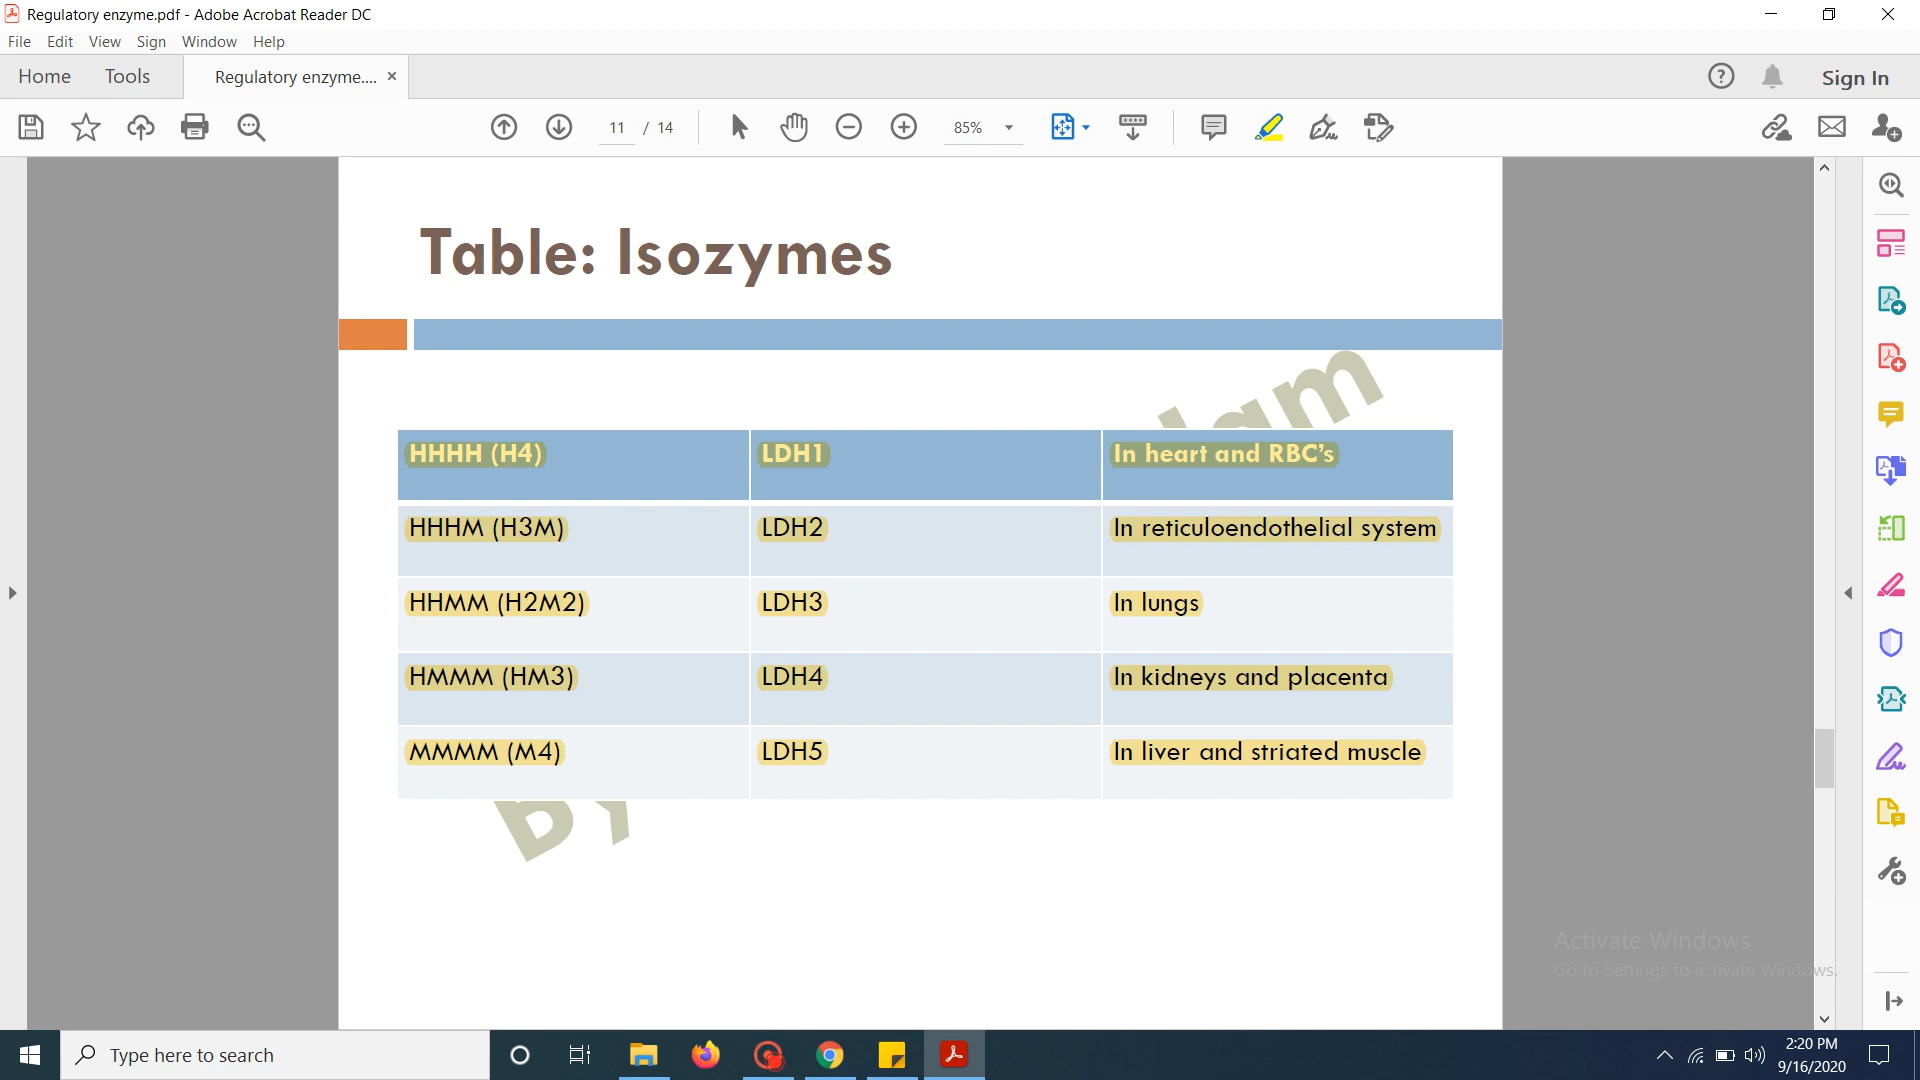 Regulatory enzyme.pdf - Adobe Acrobat Reader DC
File Edit View Sign Window Help
Home Tools Regulatory enzyme.... × Sign In
11 / 14 85%
Table: Isozymes
HHHH (H4) LDH1 In heart and RBC's
HHHM (H3M) LDH2 In reticuloendothelial system
HHMM (H2M2) LDH3 In lungs
HMMM (HM3) LDH4 In kidneys and placenta
MMMM (M4) LDH5 In liver and striated muscle
By
Activate Windows
Go to Settings to activate Windows.
Type here to search
2:20 PM
9/16/2020